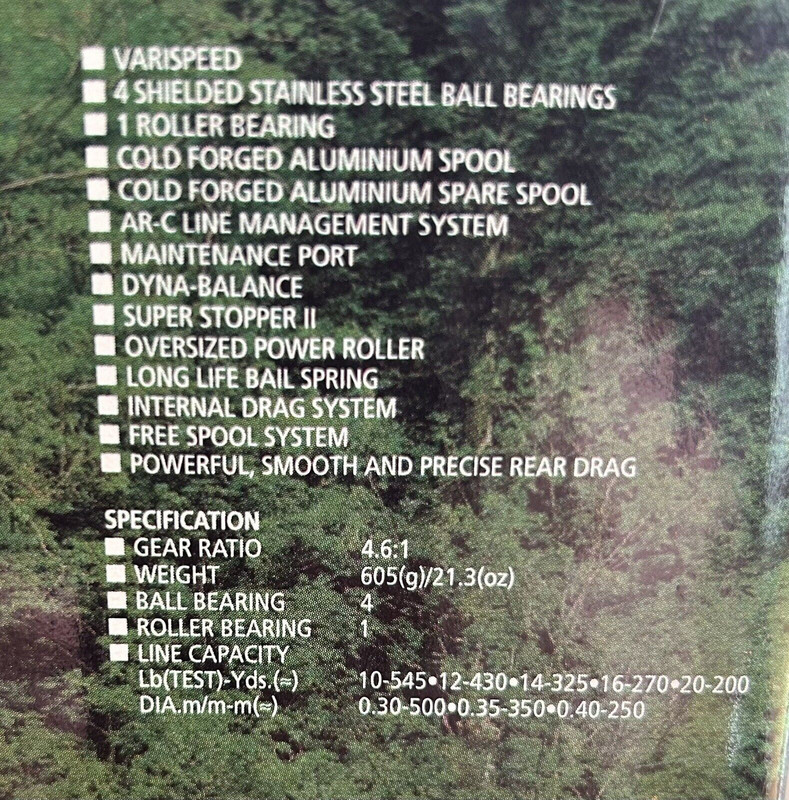 VARISPEED
4 SHIELDED STAINLESS STEEL BALL BEARINGS
1 ROLLER BEARING
COLD FORGED ALUMINIUM SPOOL
COLD FORGED ALUMINIUM SPARE SPOOL
AR-C LINE MANAGEMENT SYSTEM
MAINTENANCE PORT
DYNA-BALANCE
SUPER STOPPER II
OVERSIZED POWER ROLLER
LONG LIFE BAIL SPRING
INTERNAL DRAG SYSTEM
FREE SPOOL SYSTEM
POWERFUL, SMOOTH AND PRECISE REAR DRAG
SPECIFICATION
GEAR RATIO 4.6:1
WEIGHT 605(g)/21.3(oz)
BALL BEARING 4
ROLLER BEARING 1
LINE CAPACITY
Lb(TEST)-Yds.(≈) 10-545•12-430•14-325•16-270•20-200
DIA.m/m-m(≈) 0.30-500•0.35-350•0.40-250